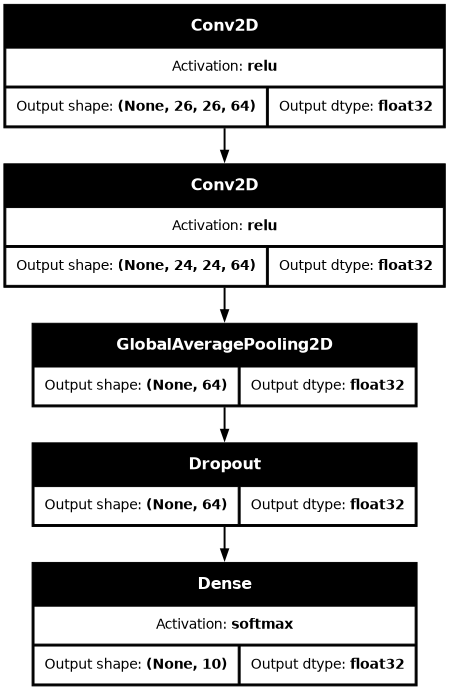 Conv2D
Activation: relu
Output shape: (None, 26, 26, 64) Output dtype: float32
Conv2D
Activation: relu
Output shape: (None, 24, 24, 64) Output dtype: float32
GlobalAveragePooling2D
Output shape: (None, 64) Output dtype: float32
Dropout
Output shape: (None, 64) Output dtype: float32
Dense
Activation: softmax
Output shape: (None, 10) Output dtype: float32